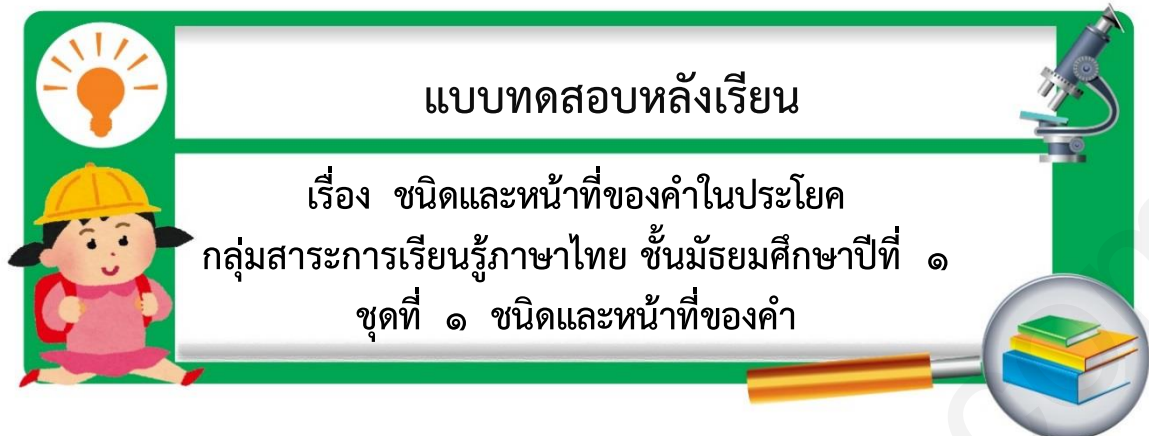 แบบทดสอบหลังเรียน
เรื่อง ชนิดและหน้าที่ของคำในประโยค
กลุ่มสาระการเรียนรู้ภาษาไทย ชั้นมัธยมศึกษาปีที่ ๑
ชุดที่ ๑ ชนิดและหน้าที่ของคำ